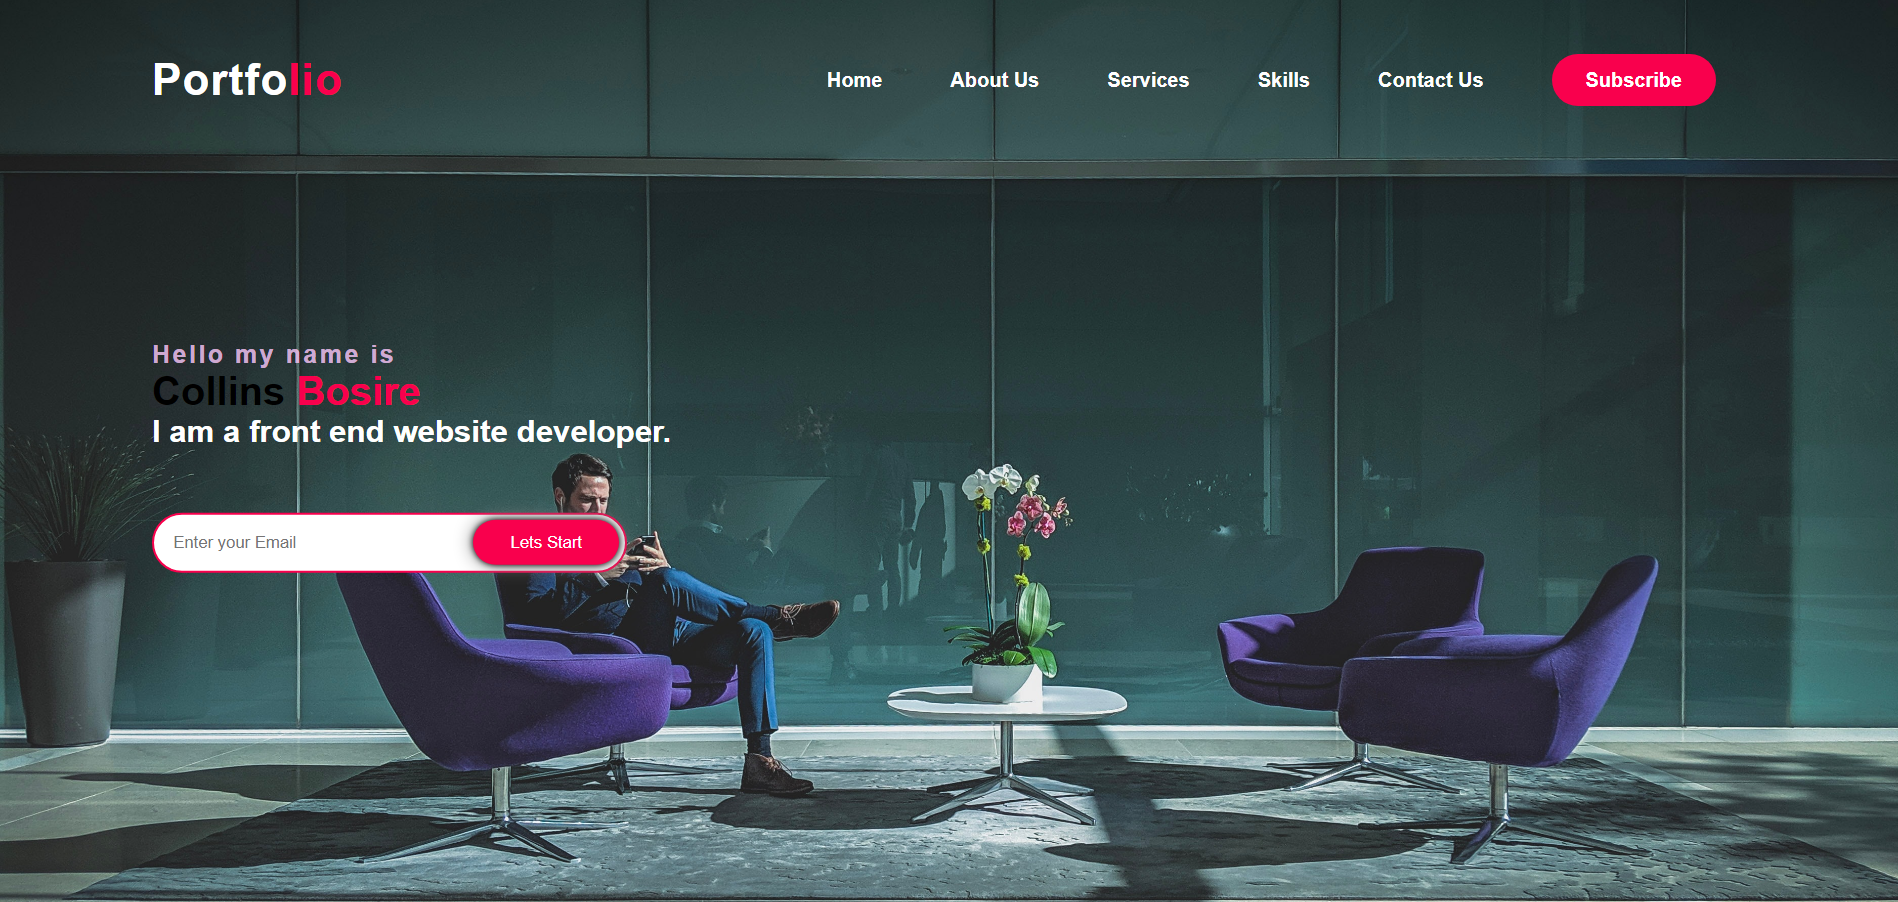 Portfolio
Home About Us Services Skills Contact Us Subscribe
Hello my name is
Collins Bosire
I am a front end website developer.
Enter your Email Lets Start